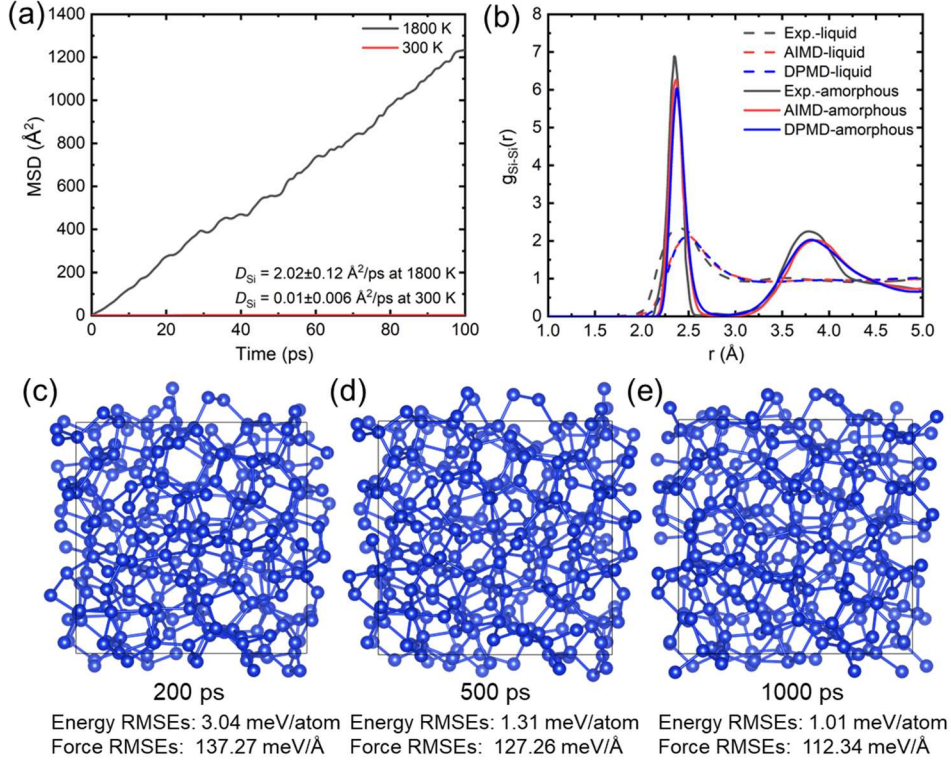 (a)
1400
1200
1000
800
600
400
200
0
MSD (Å²)
1800 K
300 K
D_Si = 2.02±0.12 Å²/ps at 1800 K
D_Si = 0.01±0.006 Å²/ps at 300 K
0 20 40 60 80 100
Time (ps)
(b)
8
7
6
5
4
3
2
1
0
g_Si-Si(r)
Exp.-liquid
AIMD-liquid
DPMD-liquid
Exp.-amorphous
AIMD-amorphous
DPMD-amorphous
1.0 1.5 2.0 2.5 3.0 3.5 4.0 4.5 5.0
r (Å)
(c) (d) (e)
200 ps
Energy RMSEs: 3.04 meV/atom
Force RMSEs: 137.27 meV/Å
500 ps
Energy RMSEs: 1.31 meV/atom
Force RMSEs: 127.26 meV/Å
1000 ps
Energy RMSEs: 1.01 meV/atom
Force RMSEs: 112.34 meV/Å